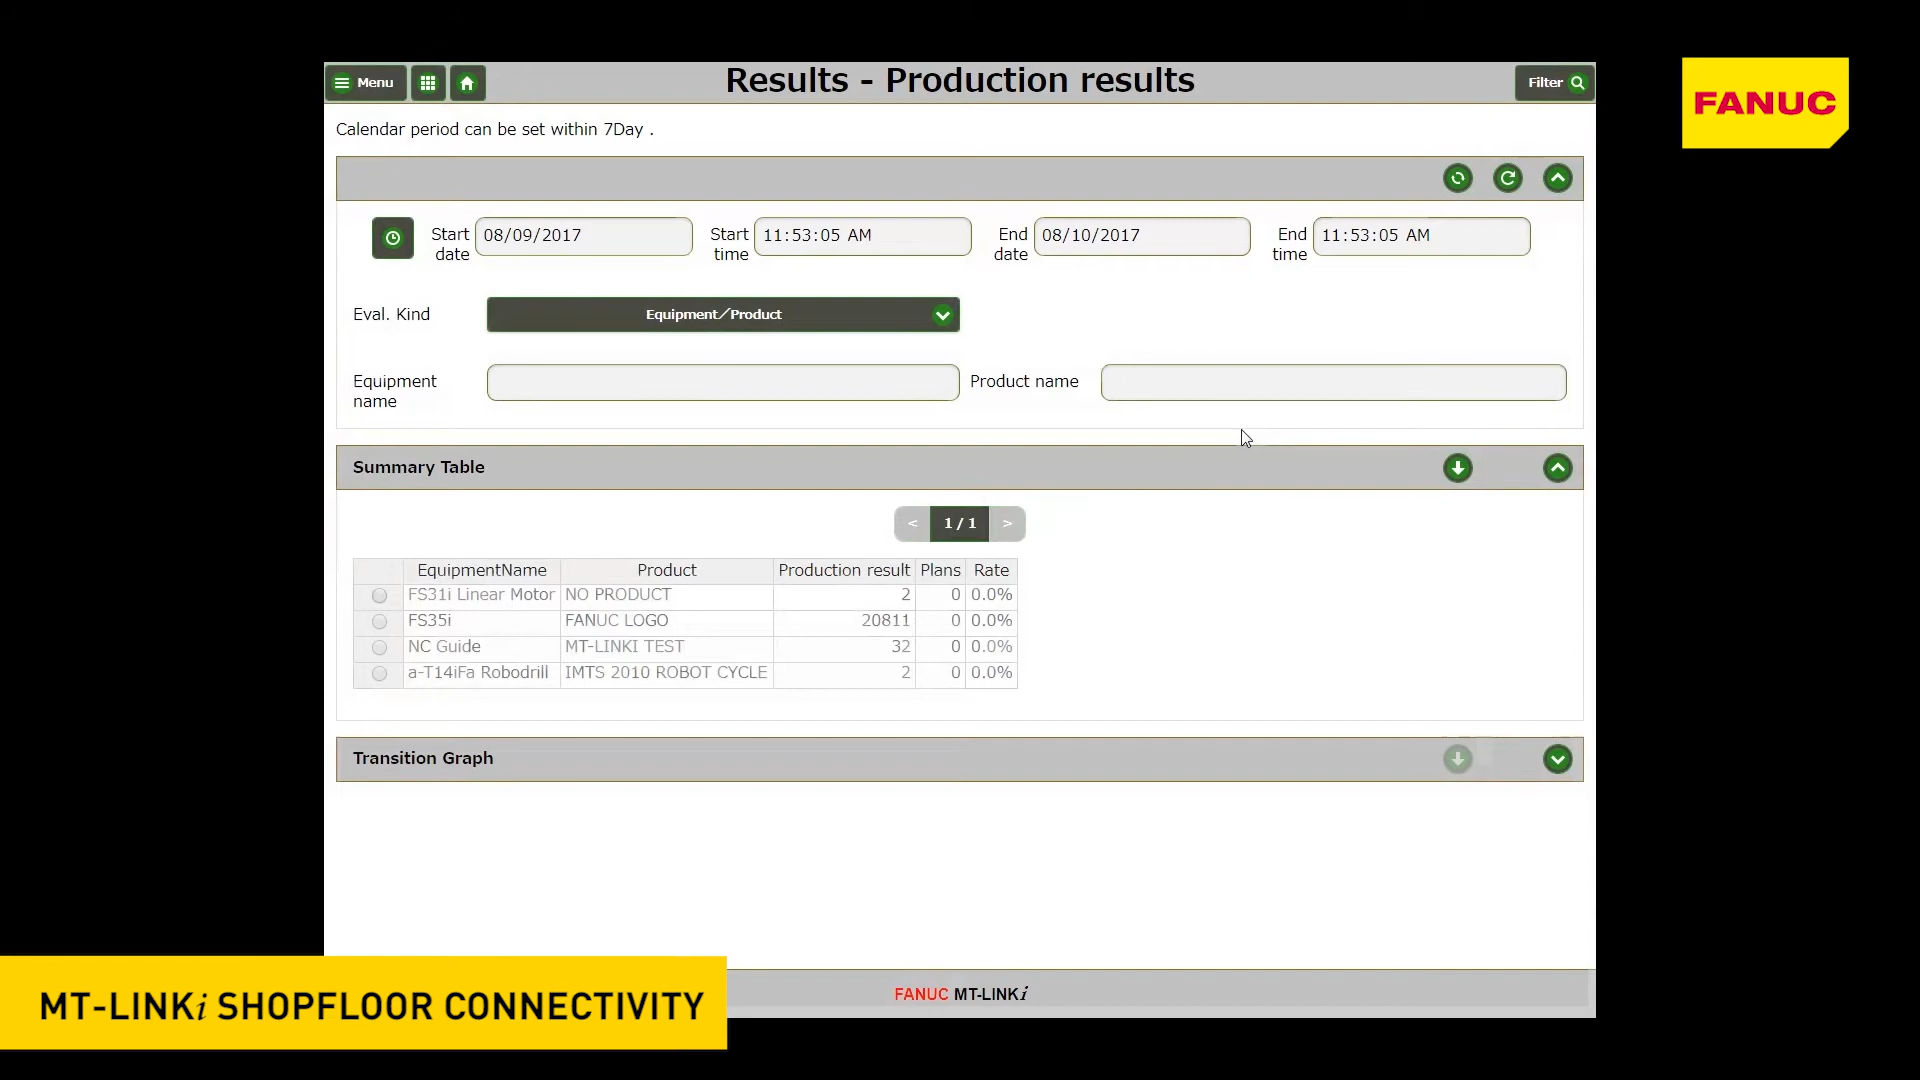 Menu
Results - Production results
Filter
FANUC
Calendar period can be set within 7Day .
Start date 08/09/2017 Start time 11:53:05 AM End date 08/10/2017 End time 11:53:05 AM
Eval. Kind Equipment/Product
Equipment name Product name
Summary Table
< 1 / 1 >
EquipmentName Product Production result Plans Rate
FS31i Linear Motor NO PRODUCT 2 0 0.0%
FS35i FANUC LOGO 20811 0 0.0%
NC Guide MT-LINKI TEST 32 0 0.0%
a-T14iFa Robodrill IMTS 2010 ROBOT CYCLE 2 0 0.0%
Transition Graph
FANUC MT-LINKi
MT-LINKi SHOPFLOOR CONNECTIVITY